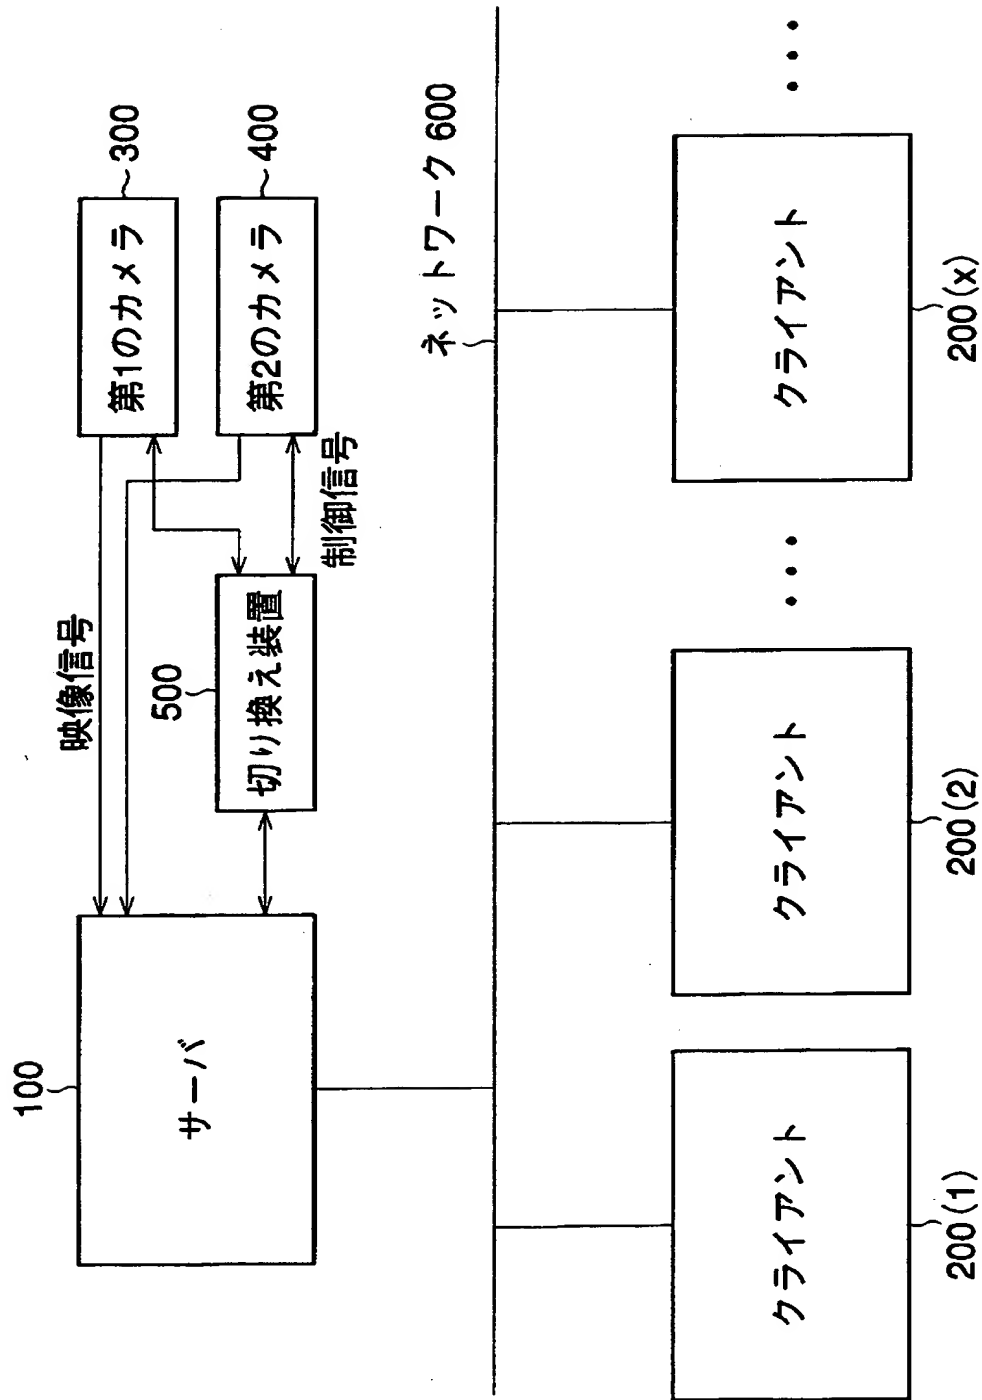 100
サーバ
映像信号
500
切り換え装置
制御信号
第1のカメラ
300
第2のカメラ
400
ネットワーク 600
クライアント
200(1)
クライアント
200(2)
・・・
クライアント
200(x)
・・・